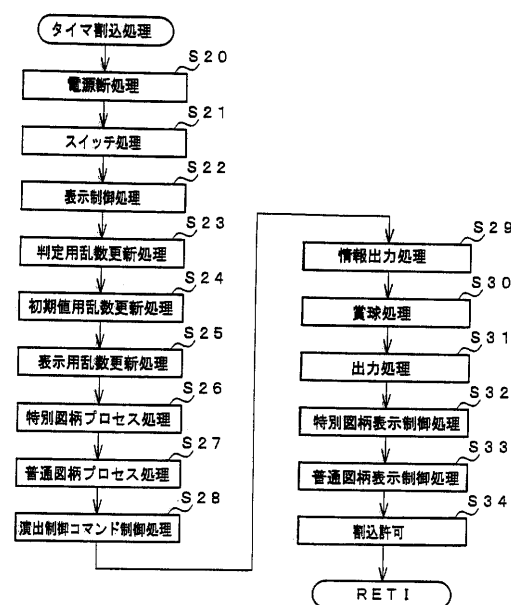 タイマ割込処理
S20
電源断処理
S21
スイッチ処理
S22
表示制御処理
S23
判定用乱数更新処理
S24
初期値用乱数更新処理
S25
表示用乱数更新処理
S26
特別図柄プロセス処理
S27
普通図柄プロセス処理
S28
演出制御コマンド制御処理
S29
情報出力処理
S30
賞球処理
S31
出力処理
S32
特別図柄表示制御処理
S33
普通図柄表示制御処理
S34
割込許可
RETI